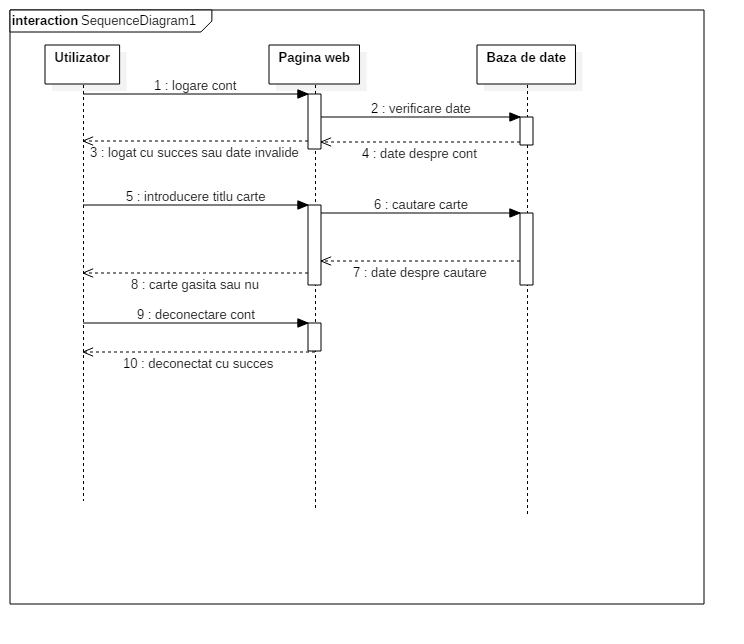 interaction SequenceDiagram1
Utilizator
Pagina web
Baza de date
1 : logare cont
2 : verificare date
3 : logat cu succes sau date invalide
4 : date despre cont
5 : introducere titlu carte
6 : cautare carte
7 : date despre cautare
8 : carte gasita sau nu
9 : deconectare cont
10 : deconectat cu succes